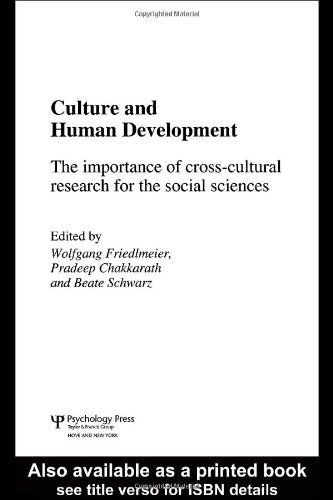 Culture and
Human Development
The importance of cross-cultural
research for the social sciences
Edited by
Wolfgang Friedlmeier,
Pradeep Chakkarath
and Beate Schwarz
Psychology Press
Taylor & Francis Group
HOVE AND NEW YORK
Also available as a printed book
see title verso for ISBN details